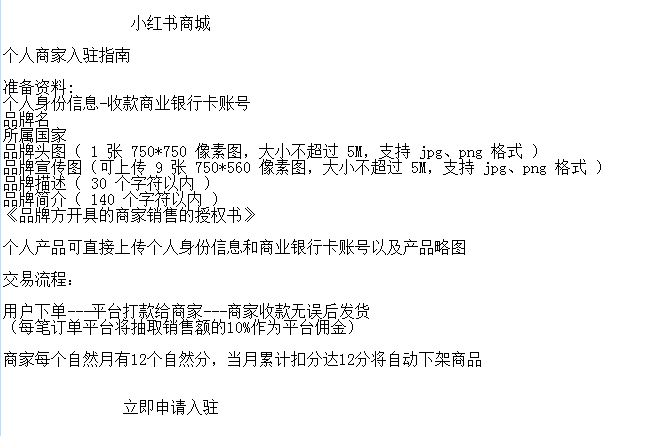 小红书商城
个人商家入驻指南
准备资料:
个人身份信息-收款商业银行卡账号
品牌名
所属国家
品牌头图( 1 张 750*750 像素图，大小不超过 5M，支持 jpg、png 格式 )
品牌宣传图(可上传 9 张 750*560 像素图，大小不超过 5M，支持 jpg、png 格式 )
品牌描述( 30 个字符以内 )
品牌简介( 140 个字符以内 )
《品牌方开具的商家销售的授权书》
个人产品可直接上传个人身份信息和商业银行卡账号以及产品略图
交易流程：
用户下单---平台打款给商家---商家收款无误后发货
（每笔订单平台将抽取销售额的10%作为平台佣金）
商家每个自然月有12个自然分，当月累计扣分达12分将自动下架商品
立即申请入驻